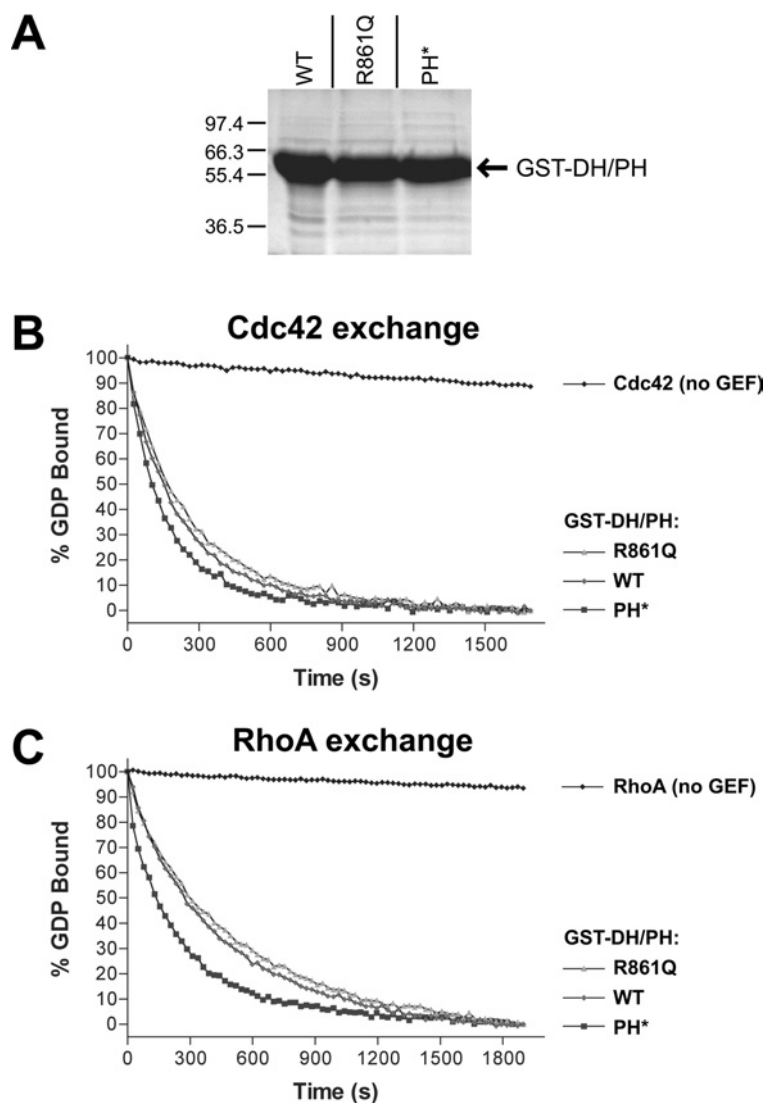 A
WT
R861Q
PH*
97.4
66.3
55.4
36.5
GST-DH/PH
B
Cdc42 exchange
100
90
80
70
60
50
40
30
20
10
0
% GDP Bound
0 300 600 900 1200 1500
Time (s)
Cdc42 (no GEF)
GST-DH/PH:
R861Q
WT
PH*
C
RhoA exchange
100
90
80
70
60
50
40
30
20
10
0
% GDP Bound
0 300 600 900 1200 1500 1800
Time (s)
RhoA (no GEF)
GST-DH/PH:
R861Q
WT
PH*